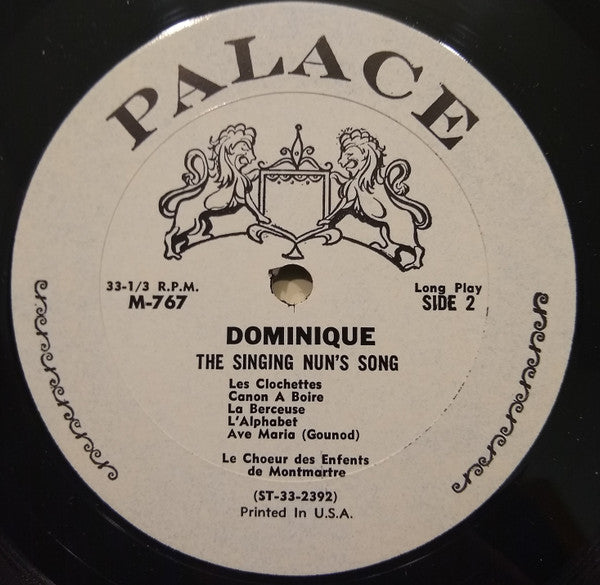 PALACE
33-1/3 R.P.M.
M-767
Long Play
SIDE 2
DOMINIQUE
THE SINGING NUN'S SONG
Les Clochettes
Canon A Boire
La Berceuse
L'Alphabet
Ave Maria (Gounod)
Le Choeur des Enfents
de Montmartre
(ST-33-2392)
Printed In U.S.A.